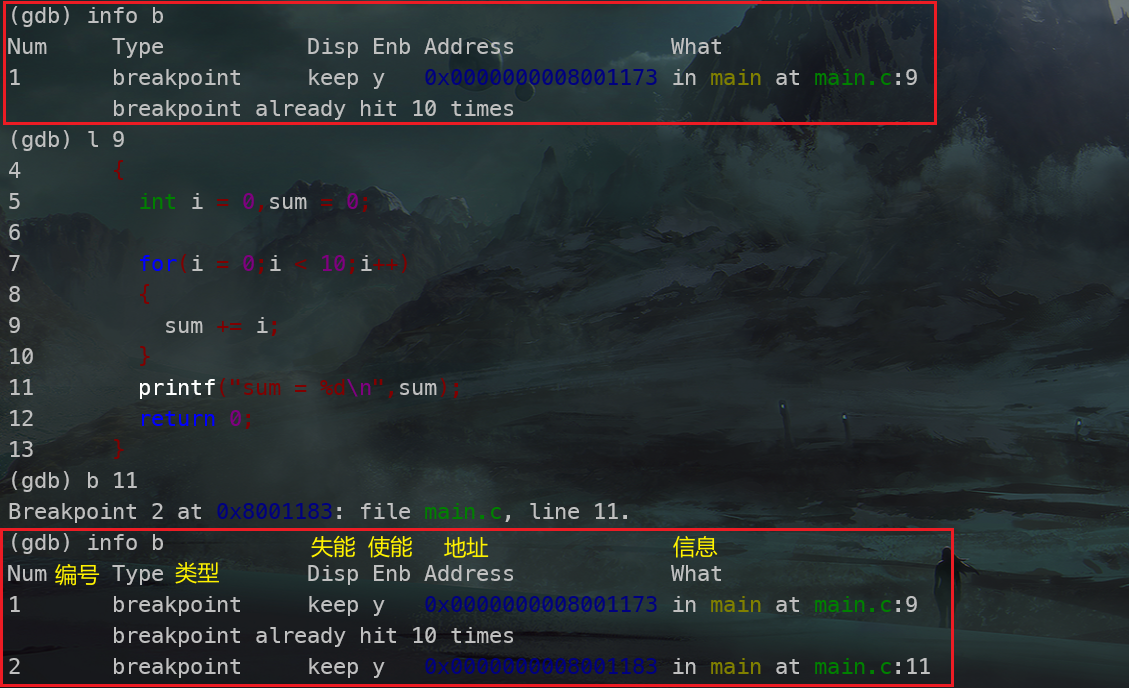 (gdb) info b
Num Type Disp Enb Address What
1 breakpoint keep y 0x0000000008001173 in main at main.c:9
breakpoint already hit 10 times
(gdb) l 9
4 {
5 int i = 0,sum = 0;
6
7 for(i = 0;i < 10;i++)
8 {
9 sum += i;
10 }
11 printf("sum = %d\n",sum);
12 return 0;
13 }
(gdb) b 11
Breakpoint 2 at 0x8001183: file main.c, line 11.
(gdb) info b 失能 使能 地址 信息
Num 编号 Type 类型 Disp Enb Address What
1 breakpoint keep y 0x0000000008001173 in main at main.c:9
breakpoint already hit 10 times
2 breakpoint keep y 0x0000000008001183 in main at main.c:11